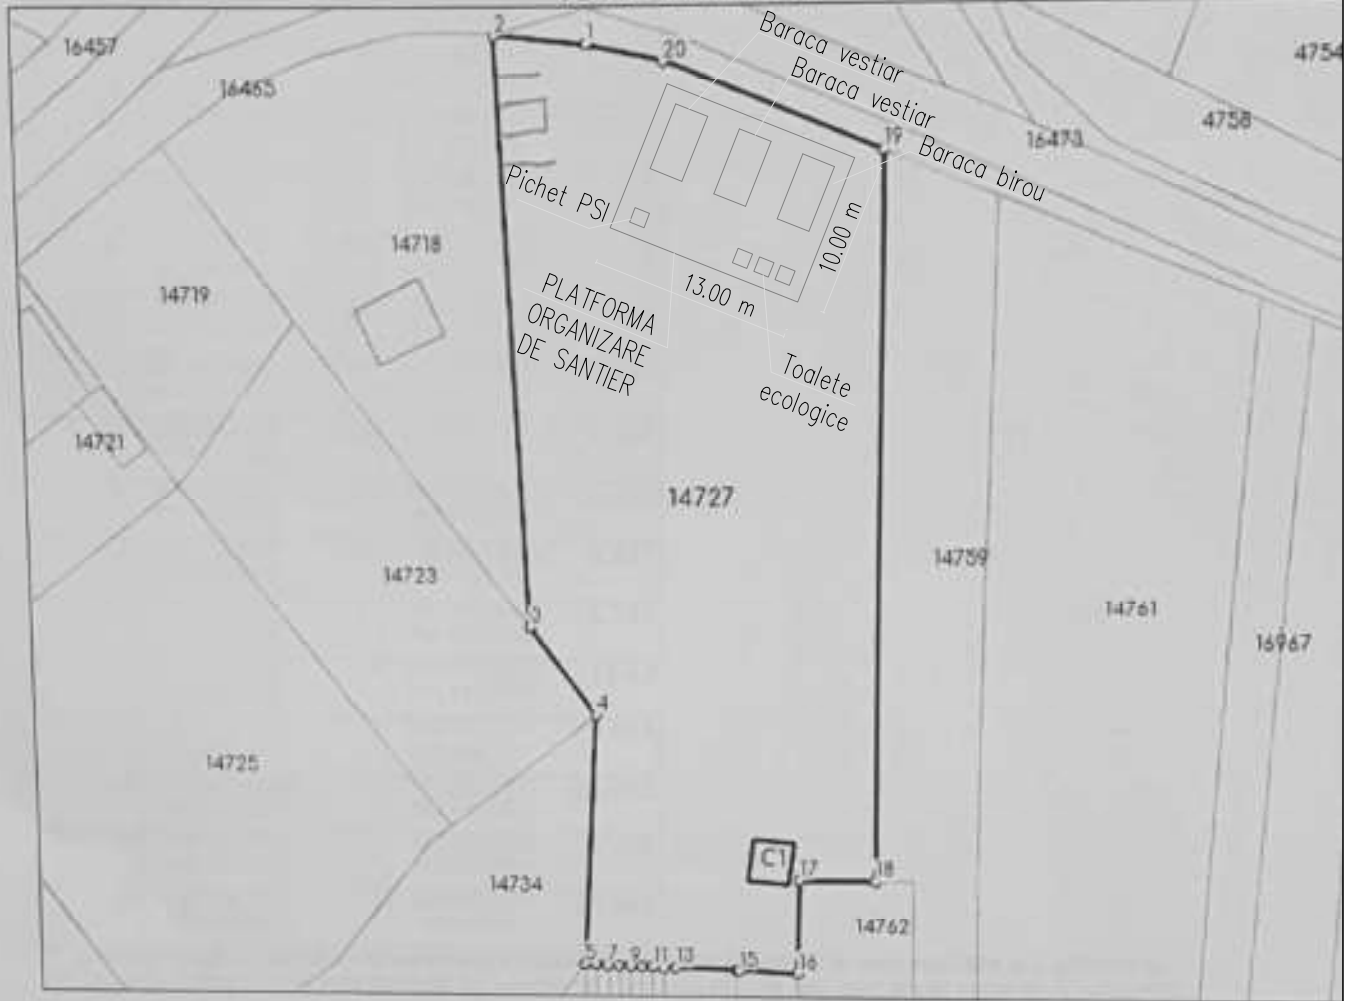 16457
16465
2
1
20
19
Baraca vestiar
Baraca vestiar
Baraca birou
4754
4758
16473
Pichet PSI
10.00 m
13.00 m
PLATFORMA
ORGANIZARE
DE SANTIER
Toalete
ecologice
14718
14719
14721
14727
14723
14759
14761
16967
3
4
14725
14734
C1
17
18
14762
5
7
9
11
13
15
16